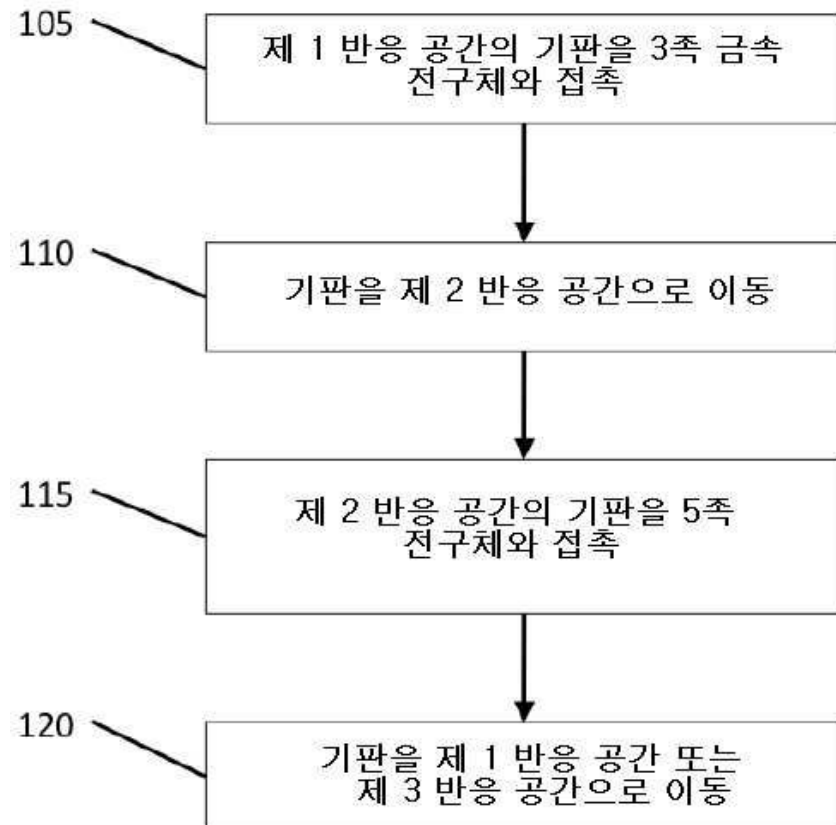 105
제 1 반응 공간의 기판을 3족 금속
전구체와 접촉
110
기판을 제 2 반응 공간으로 이동
115
제 2 반응 공간의 기판을 5족
전구체와 접촉
120
기판을 제 1 반응 공간 또는
제 3 반응 공간으로 이동